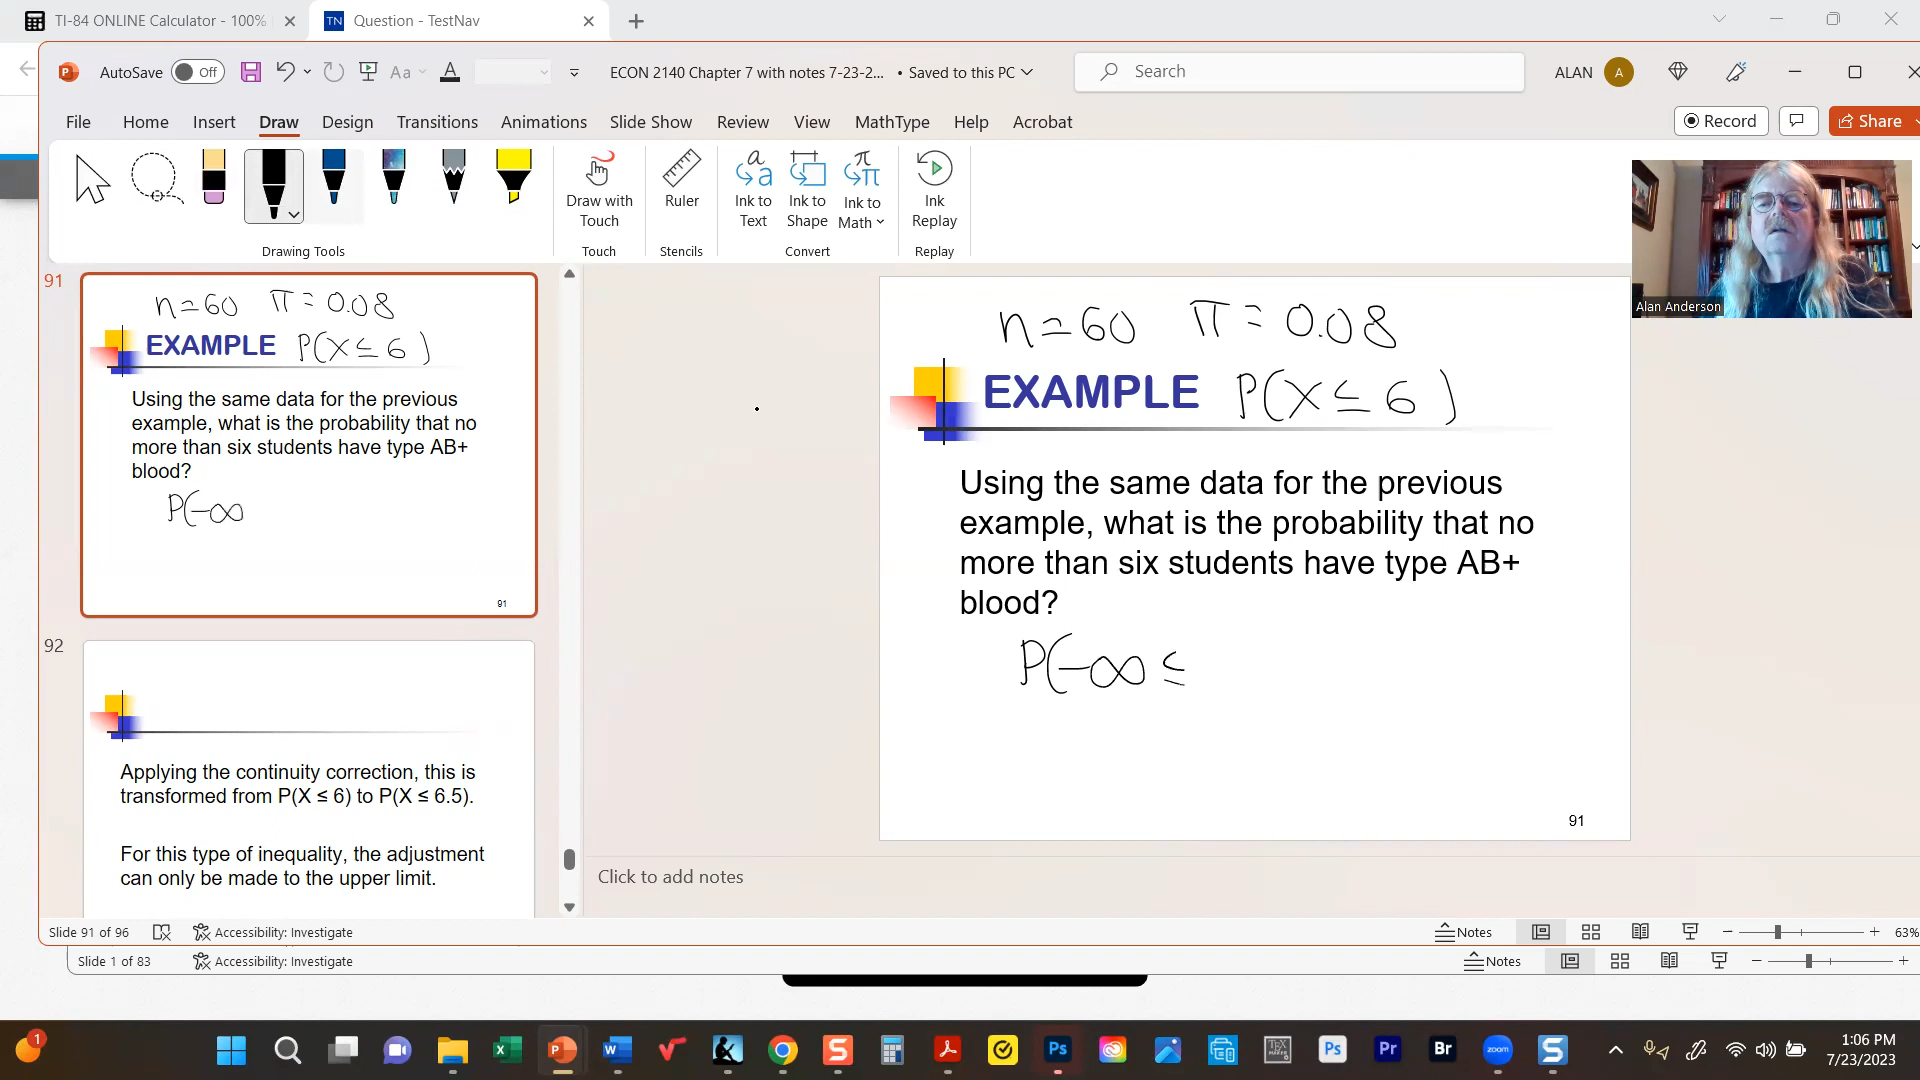 TI-84 ONLINE Calculator - 100%
TN Question - TestNav
AutoSave Off Aa A ECON 2140 Chapter 7 with notes 7-23-2... • Saved to this PC Search ALAN A
File Home Insert Draw Design Transitions Animations Slide Show Review View MathType Help Acrobat Record Share
Draw with Touch
Ruler
Ink to Text
Ink to Shape
Ink to Math
Ink Replay
Drawing Tools Touch Stencils Convert Replay
Alan Anderson
91
n=60 π=0.08
EXAMPLE P(X≤6)
Using the same data for the previous
example, what is the probability that no
more than six students have type AB+
blood?
P(-∞
91
92
Applying the continuity correction, this is
transformed from P(X ≤ 6) to P(X ≤ 6.5).
For this type of inequality, the adjustment
can only be made to the upper limit.
n=60 π=0.08
EXAMPLE P(X≤6)
Using the same data for the previous
example, what is the probability that no
more than six students have type AB+
blood?
P(-∞ ≤
91
Click to add notes
Slide 91 of 96 Accessibility: Investigate Notes 63%
Slide 1 of 83 Accessibility: Investigate Notes
1 zoom Ps Ps Pr Br
1:06 PM
7/23/2023